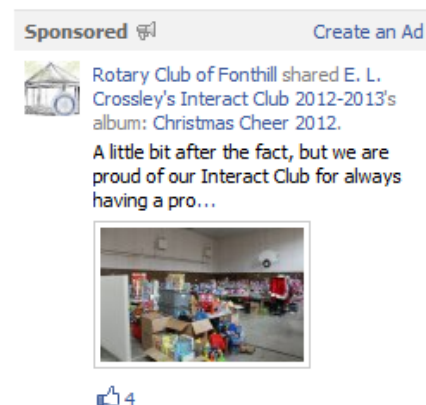 Sponsored Create an Ad
Rotary Club of Fonthill shared E. L.
Crossley's Interact Club 2012-2013's
album: Christmas Cheer 2012.
A little bit after the fact, but we are
proud of our Interact Club for always
having a pro...
4